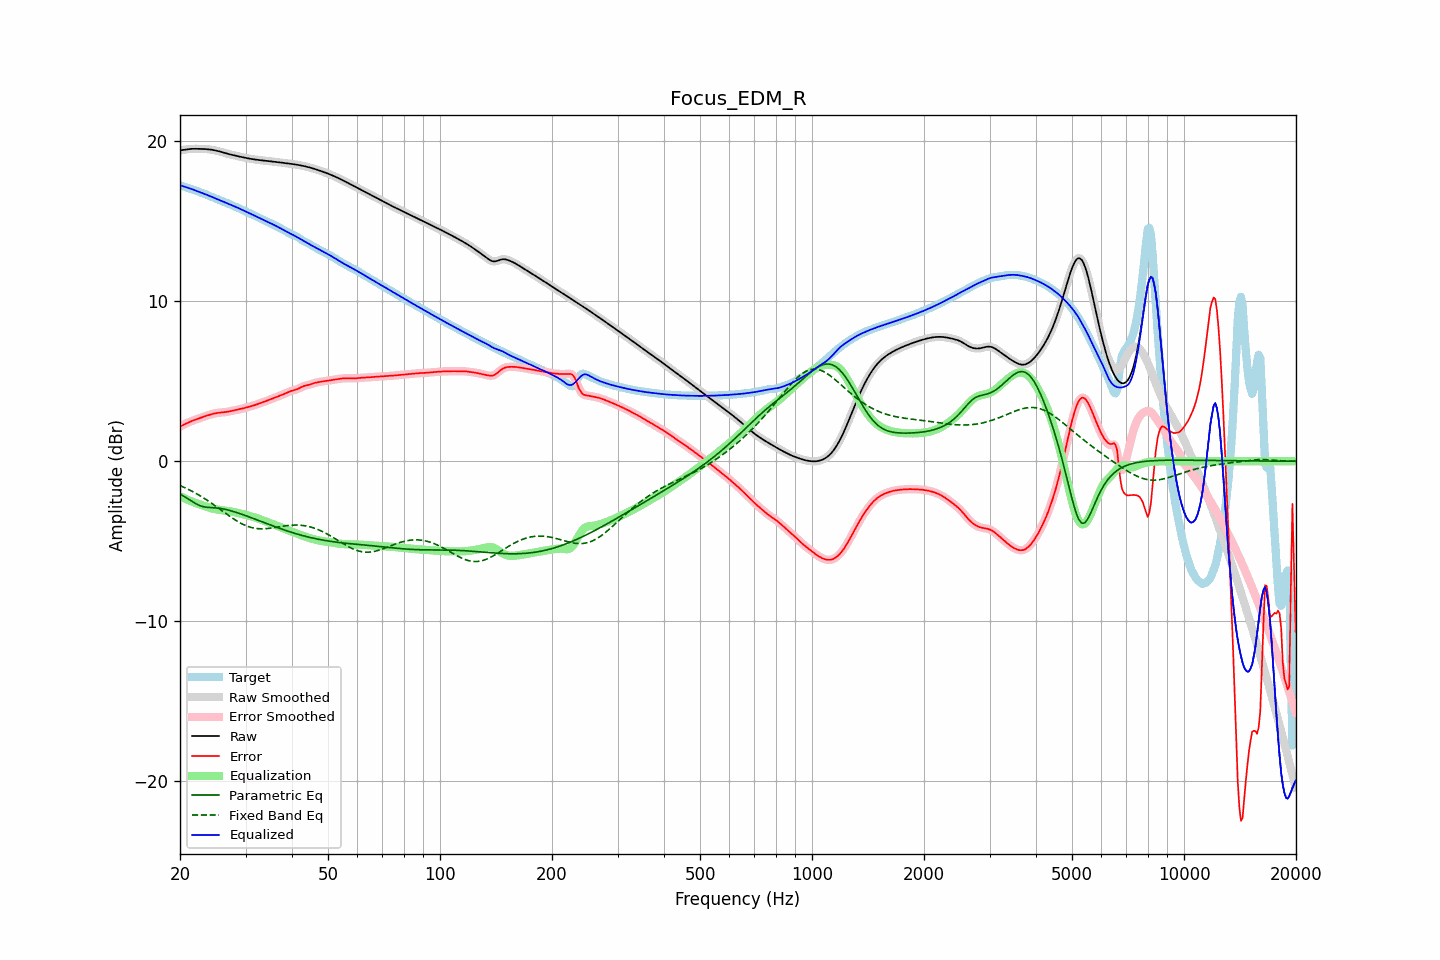 Focus_EDM_R
Amplitude (dBr)
20
10
0
−10
−20
Target
Raw Smoothed
Error Smoothed
Raw
Error
Equalization
Parametric Eq
Fixed Band Eq
Equalized
20 50 100 200 500 1000 2000 5000 10000 20000
Frequency (Hz)